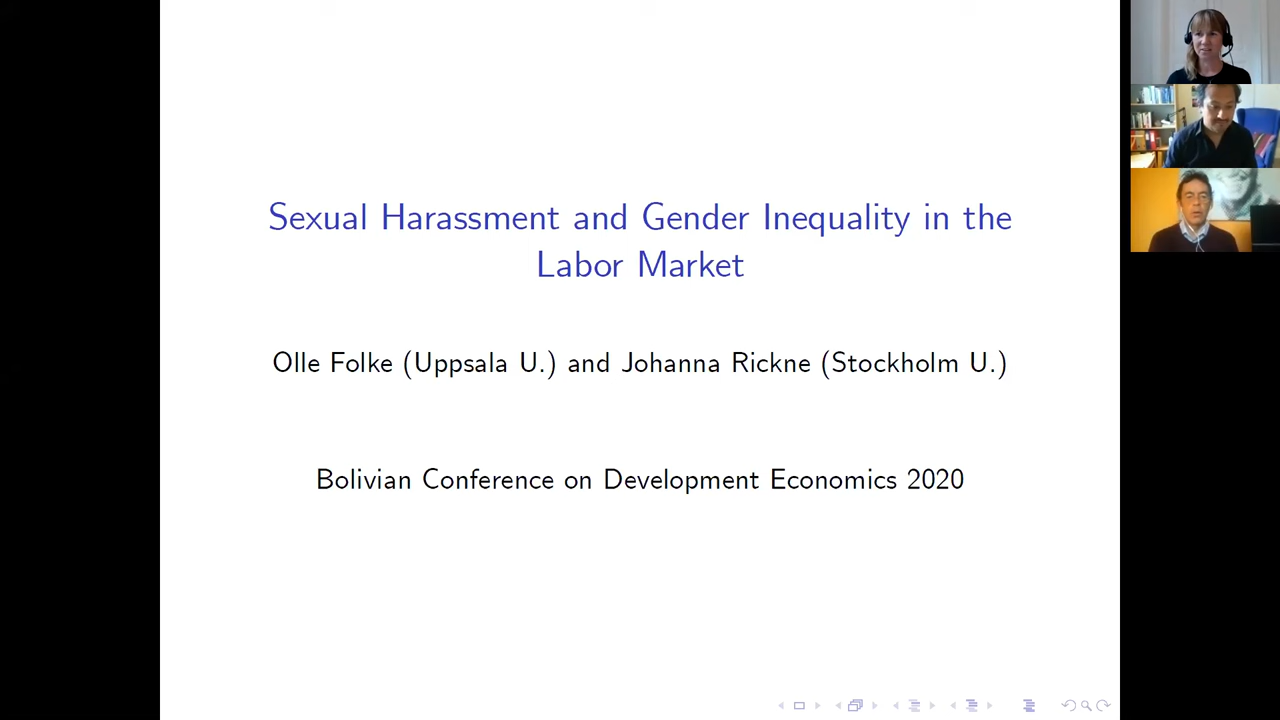 Sexual Harassment and Gender Inequality in the
Labor Market
Olle Folke (Uppsala U.) and Johanna Rickne (Stockholm U.)
Bolivian Conference on Development Economics 2020